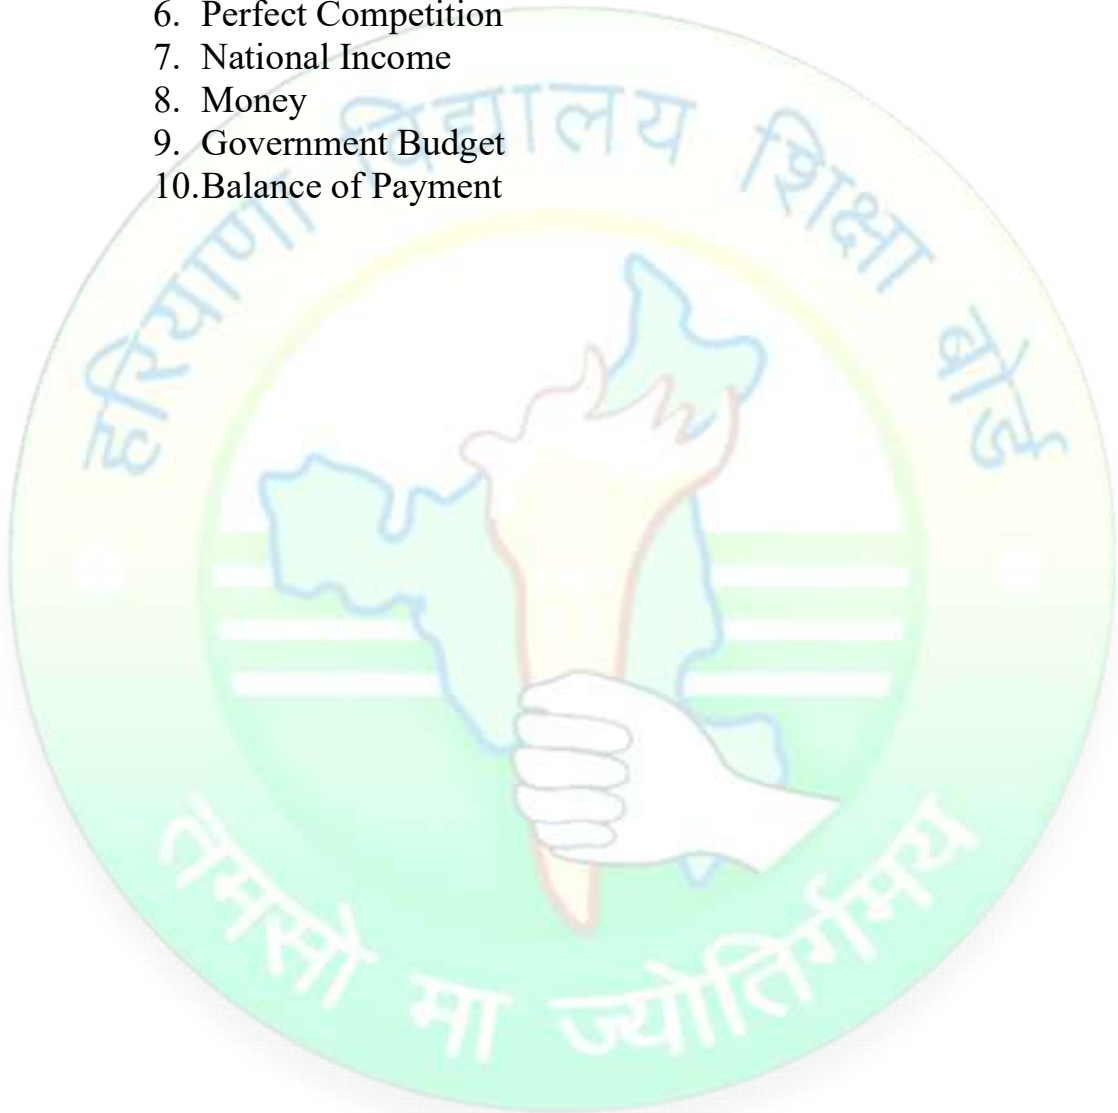 6. Perfect Competition
7. National Income
8. Money
9. Government Budget
10.Balance of Payment
हरियाणा विद्यालय शिक्षा बोर्ड
तमसो मा ज्योतिर्गमय